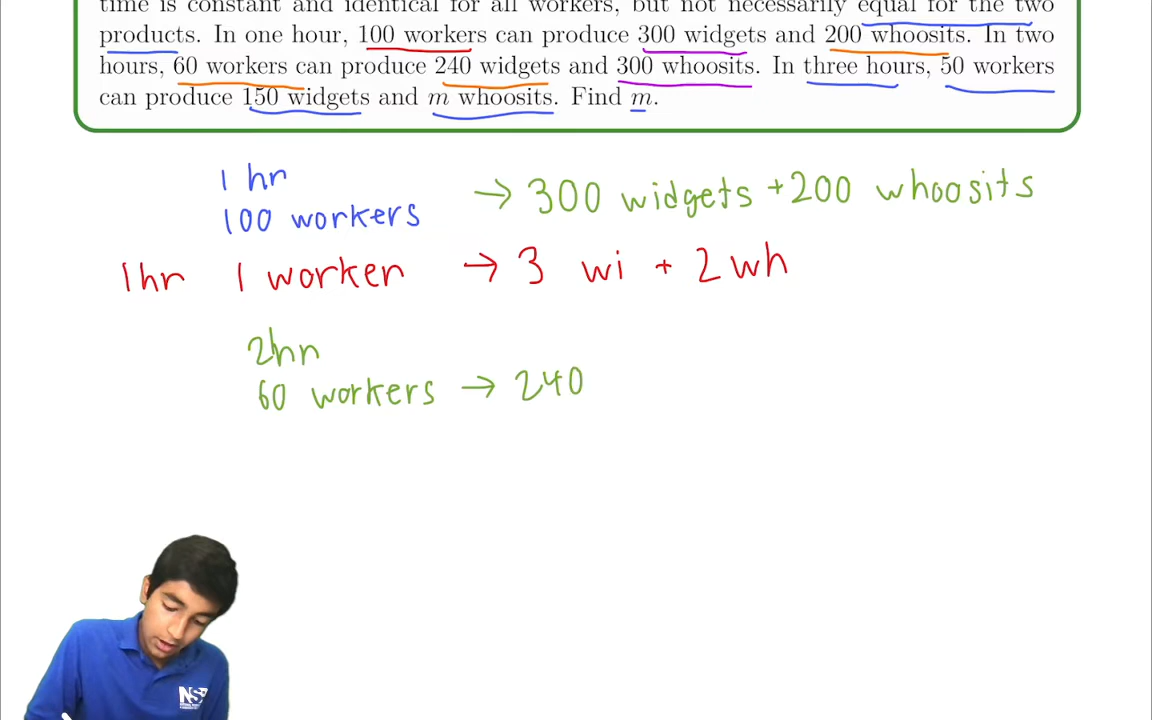 time is constant and identical for all workers, but not necessarily equal for the two
products. In one hour, 100 workers can produce 300 widgets and 200 whoosits. In two
hours, 60 workers can produce 240 widgets and 300 whoosits. In three hours, 50 workers
can produce 150 widgets and m whoosits. Find m.
1 hr
100 workers → 300 widgets + 200 whoosits
1hr 1 worker → 3 wi + 2 wh
2hr
60 workers → 240